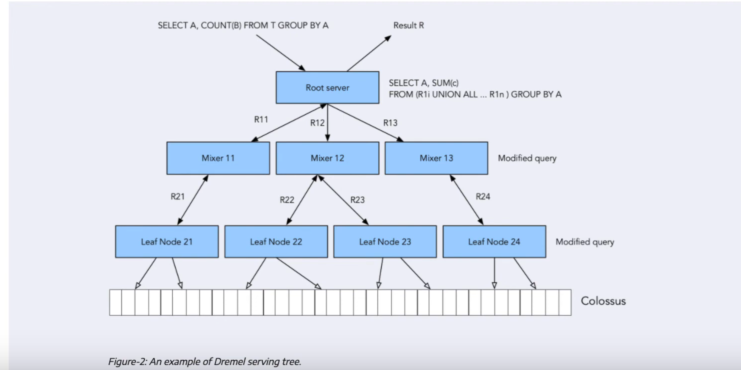 SELECT A, COUNT(B) FROM T GROUP BY A
Result R
Root server
SELECT A, SUM(c)
FROM (R1i UNION ALL ... R1n ) GROUP BY A
R11
R12
R13
Mixer 11
Mixer 12
Mixer 13
Modified query
R21
R22
R23
R24
Leaf Node 21
Leaf Node 22
Leaf Node 23
Leaf Node 24
Modified query
Colossus
Figure-2: An example of Dremel serving tree.